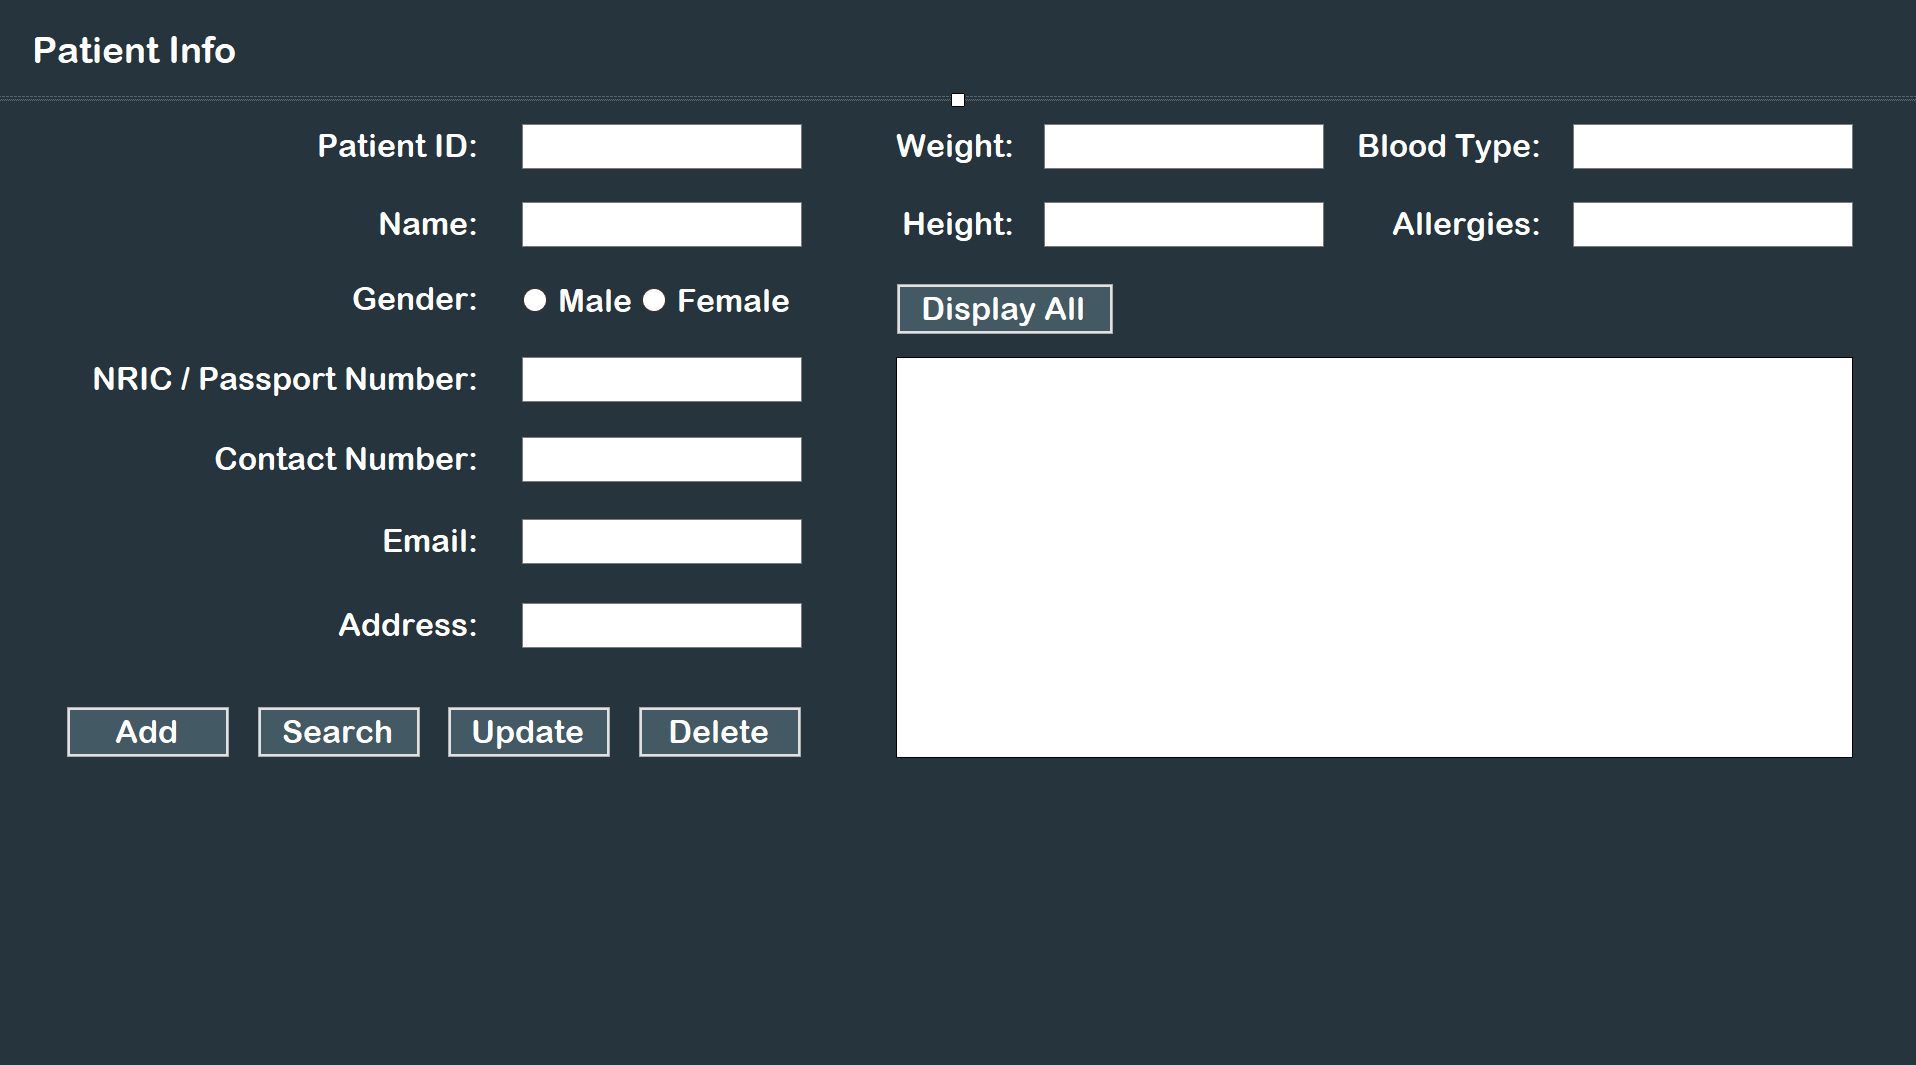 Patient Info
Patient ID:
Weight:
Blood Type:
Name:
Height:
Allergies:
Gender:
Male
Female
Display All
NRIC / Passport Number:
Contact Number:
Email:
Address:
Add
Search
Update
Delete